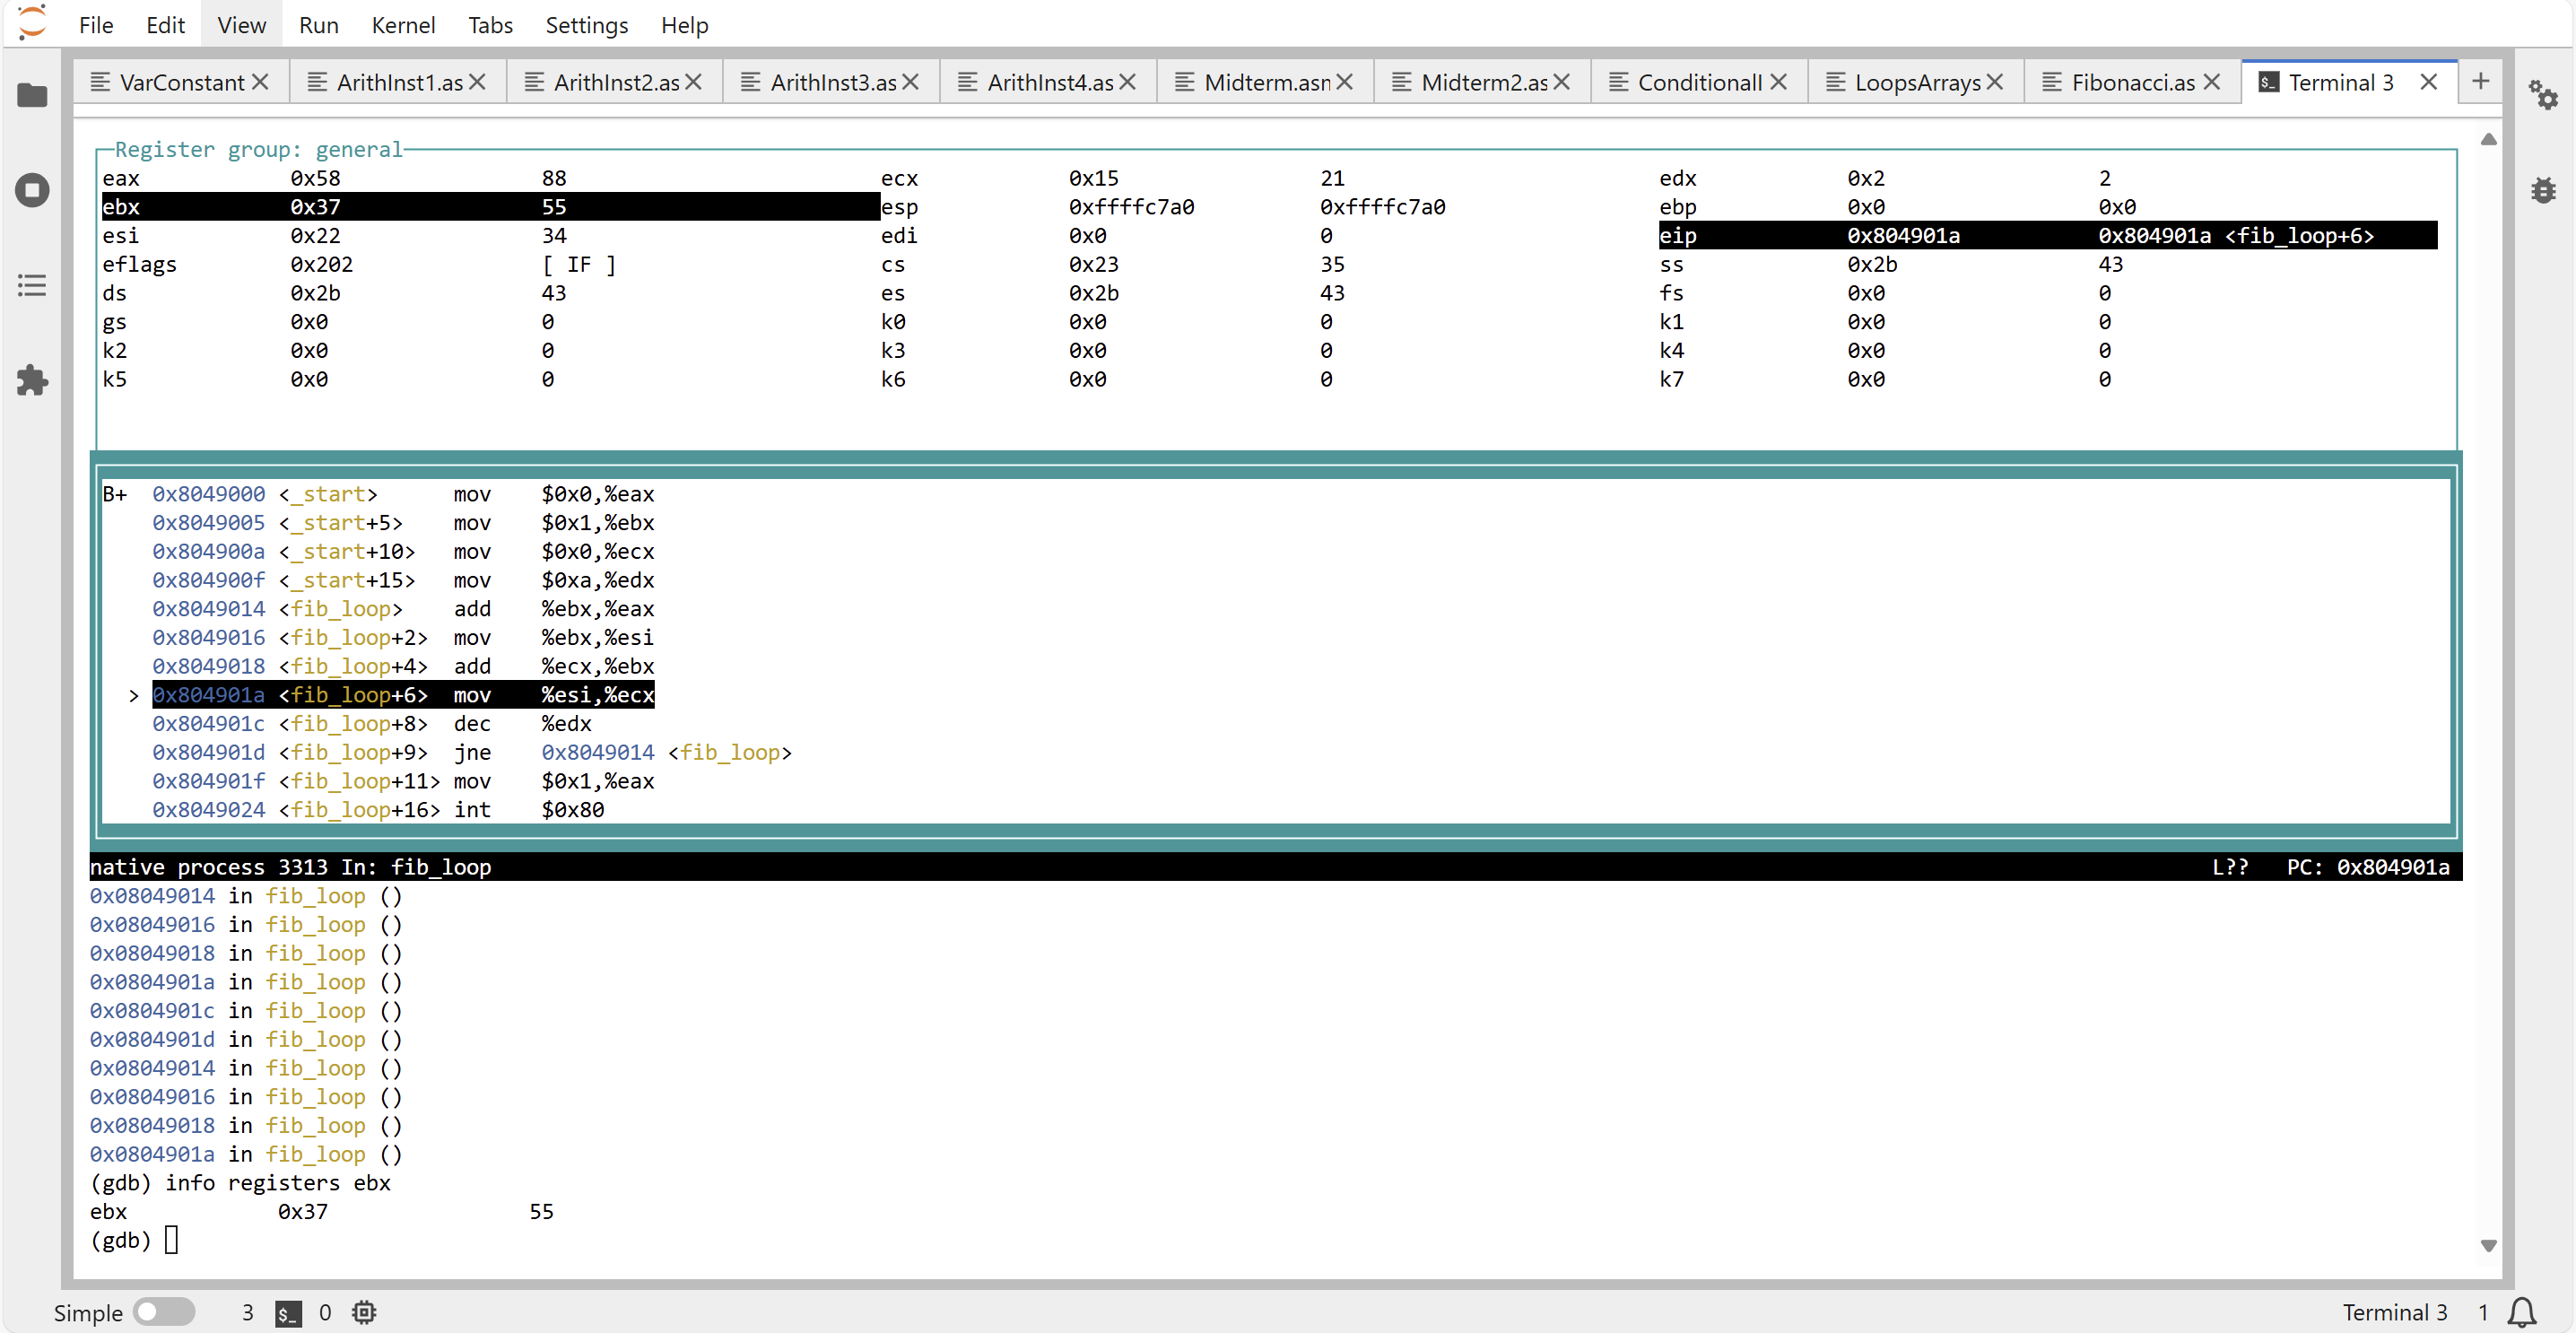 File Edit View Run Kernel Tabs Settings Help
VarConstant ArithInst1.as ArithInst2.as ArithInst3.as ArithInst4.as Midterm.asn Midterm2.as ConditionalI LoopsArrays Fibonacci.as Terminal 3
Register group: general
eax 0x58 88 ecx 0x15 21 edx 0x2 2
ebx 0x37 55 esp 0xffffc7a0 0xffffc7a0 ebp 0x0 0x0
esi 0x22 34 edi 0x0 0 eip 0x804901a 0x804901a <fib_loop+6>
eflags 0x202 [ IF ] cs 0x23 35 ss 0x2b 43
ds 0x2b 43 es 0x2b 43 fs 0x0 0
gs 0x0 0 k0 0x0 0 k1 0x0 0
k2 0x0 0 k3 0x0 0 k4 0x0 0
k5 0x0 0 k6 0x0 0 k7 0x0 0
B+ 0x8049000 <_start> mov $0x0,%eax
0x8049005 <_start+5> mov $0x1,%ebx
0x804900a <_start+10> mov $0x0,%ecx
0x804900f <_start+15> mov $0xa,%edx
0x8049014 <fib_loop> add %ebx,%eax
0x8049016 <fib_loop+2> mov %ebx,%esi
0x8049018 <fib_loop+4> add %ecx,%ebx
> 0x804901a <fib_loop+6> mov %esi,%ecx
0x804901c <fib_loop+8> dec %edx
0x804901d <fib_loop+9> jne 0x8049014 <fib_loop>
0x804901f <fib_loop+11> mov $0x1,%eax
0x8049024 <fib_loop+16> int $0x80
native process 3313 In: fib_loop L?? PC: 0x804901a
0x08049014 in fib_loop ()
0x08049016 in fib_loop ()
0x08049018 in fib_loop ()
0x0804901a in fib_loop ()
0x0804901c in fib_loop ()
0x0804901d in fib_loop ()
0x08049014 in fib_loop ()
0x08049016 in fib_loop ()
0x08049018 in fib_loop ()
0x0804901a in fib_loop ()
(gdb) info registers ebx
ebx 0x37 55
(gdb)
Simple 3 $_ 0 Terminal 3 1